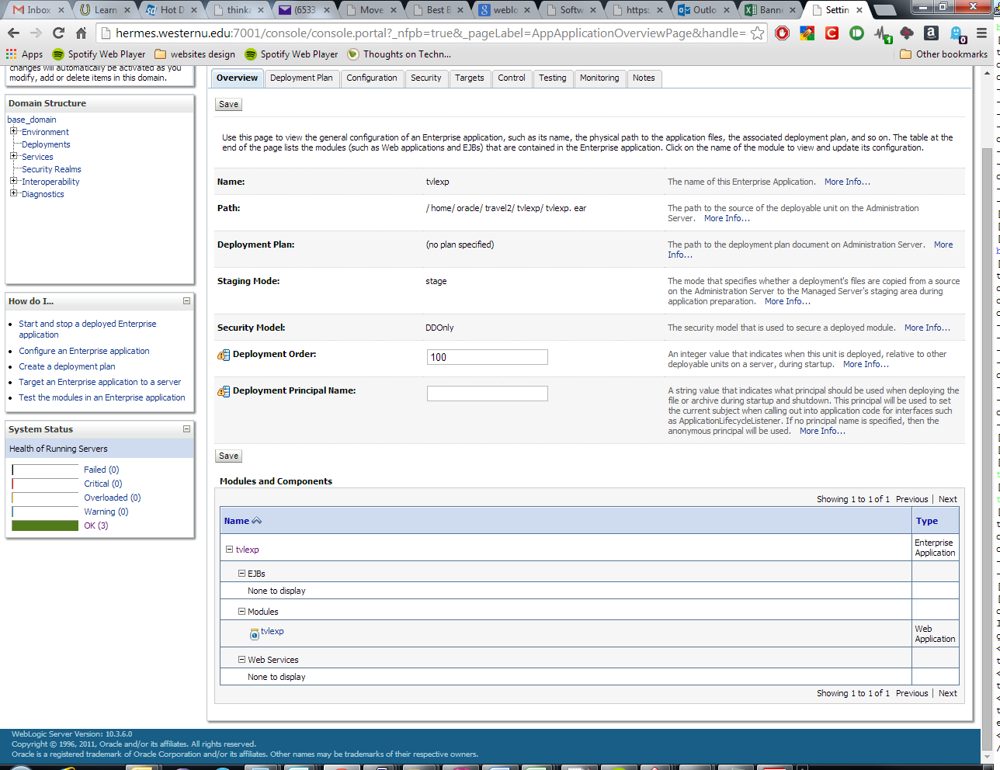 Inbox
Learn
Hot D
thinka
(6533
Move
Best B
weblo
Softw
https:
Outlo
Bann
Settin
hermes.westernu.edu:7001/console/console.portal?_nfpb=true&_pageLabel=AppApplicationOverviewPage&handle=
1
0
Apps
Spotify Web Player
websites design
Spotify Web Player
Thoughts on Techn...
Other bookmarks
changes will automatically be activated as you
modify, add or delete items in this domain.
Domain Structure
base_domain
Environment
Deployments
Services
Security Realms
Interoperability
Diagnostics
How do I...
Start and stop a deployed Enterprise
application
Configure an Enterprise application
Create a deployment plan
Target an Enterprise application to a server
Test the modules in an Enterprise application
System Status
Health of Running Servers
Failed (0)
Critical (0)
Overloaded (0)
Warning (0)
OK (3)
Overview Deployment Plan Configuration Security Targets Control Testing Monitoring Notes
Save
Use this page to view the general configuration of an Enterprise application, such as its name, the physical path to the application files, the associated deployment plan, and so on. The table at the
end of the page lists the modules (such as Web applications and EJBs) that are contained in the Enterprise application. Click on the name of the module to view and update its configuration.
Name:
tvlexp
The name of this Enterprise Application. More Info...
Path:
/ home/ oracle/ travel2/ tvlexp/ tvlexp. ear
The path to the source of the deployable unit on the Administration
Server. More Info...
Deployment Plan:
(no plan specified)
The path to the deployment plan document on Administration Server. More
Info...
Staging Mode:
stage
The mode that specifies whether a deployment's files are copied from a source
on the Administration Server to the Managed Server's staging area during
application preparation. More Info...
Security Model:
DDOnly
The security model that is used to secure a deployed module. More Info...
Deployment Order:
100
An integer value that indicates when this unit is deployed, relative to other
deployable units on a server, during startup. More Info...
Deployment Principal Name:
A string value that indicates what principal should be used when deploying the
file or archive during startup and shutdown. This principal will be used to set
the current subject when calling out into application code for interfaces such
as ApplicationLifecycleListener. If no principal name is specified, then the
anonymous principal will be used. More Info...
Save
Modules and Components
Showing 1 to 1 of 1 Previous | Next
Name
Type
tvlexp
Enterprise
Application
EJBs
None to display
Modules
tvlexp
Web
Application
Web Services
None to display
Showing 1 to 1 of 1 Previous | Next
WebLogic Server Version: 10.3.6.0
Copyright © 1996, 2011, Oracle and/or its affiliates. All rights reserved.
Oracle is a registered trademark of Oracle Corporation and/or its affiliates. Other names may be trademarks of their respective owners.